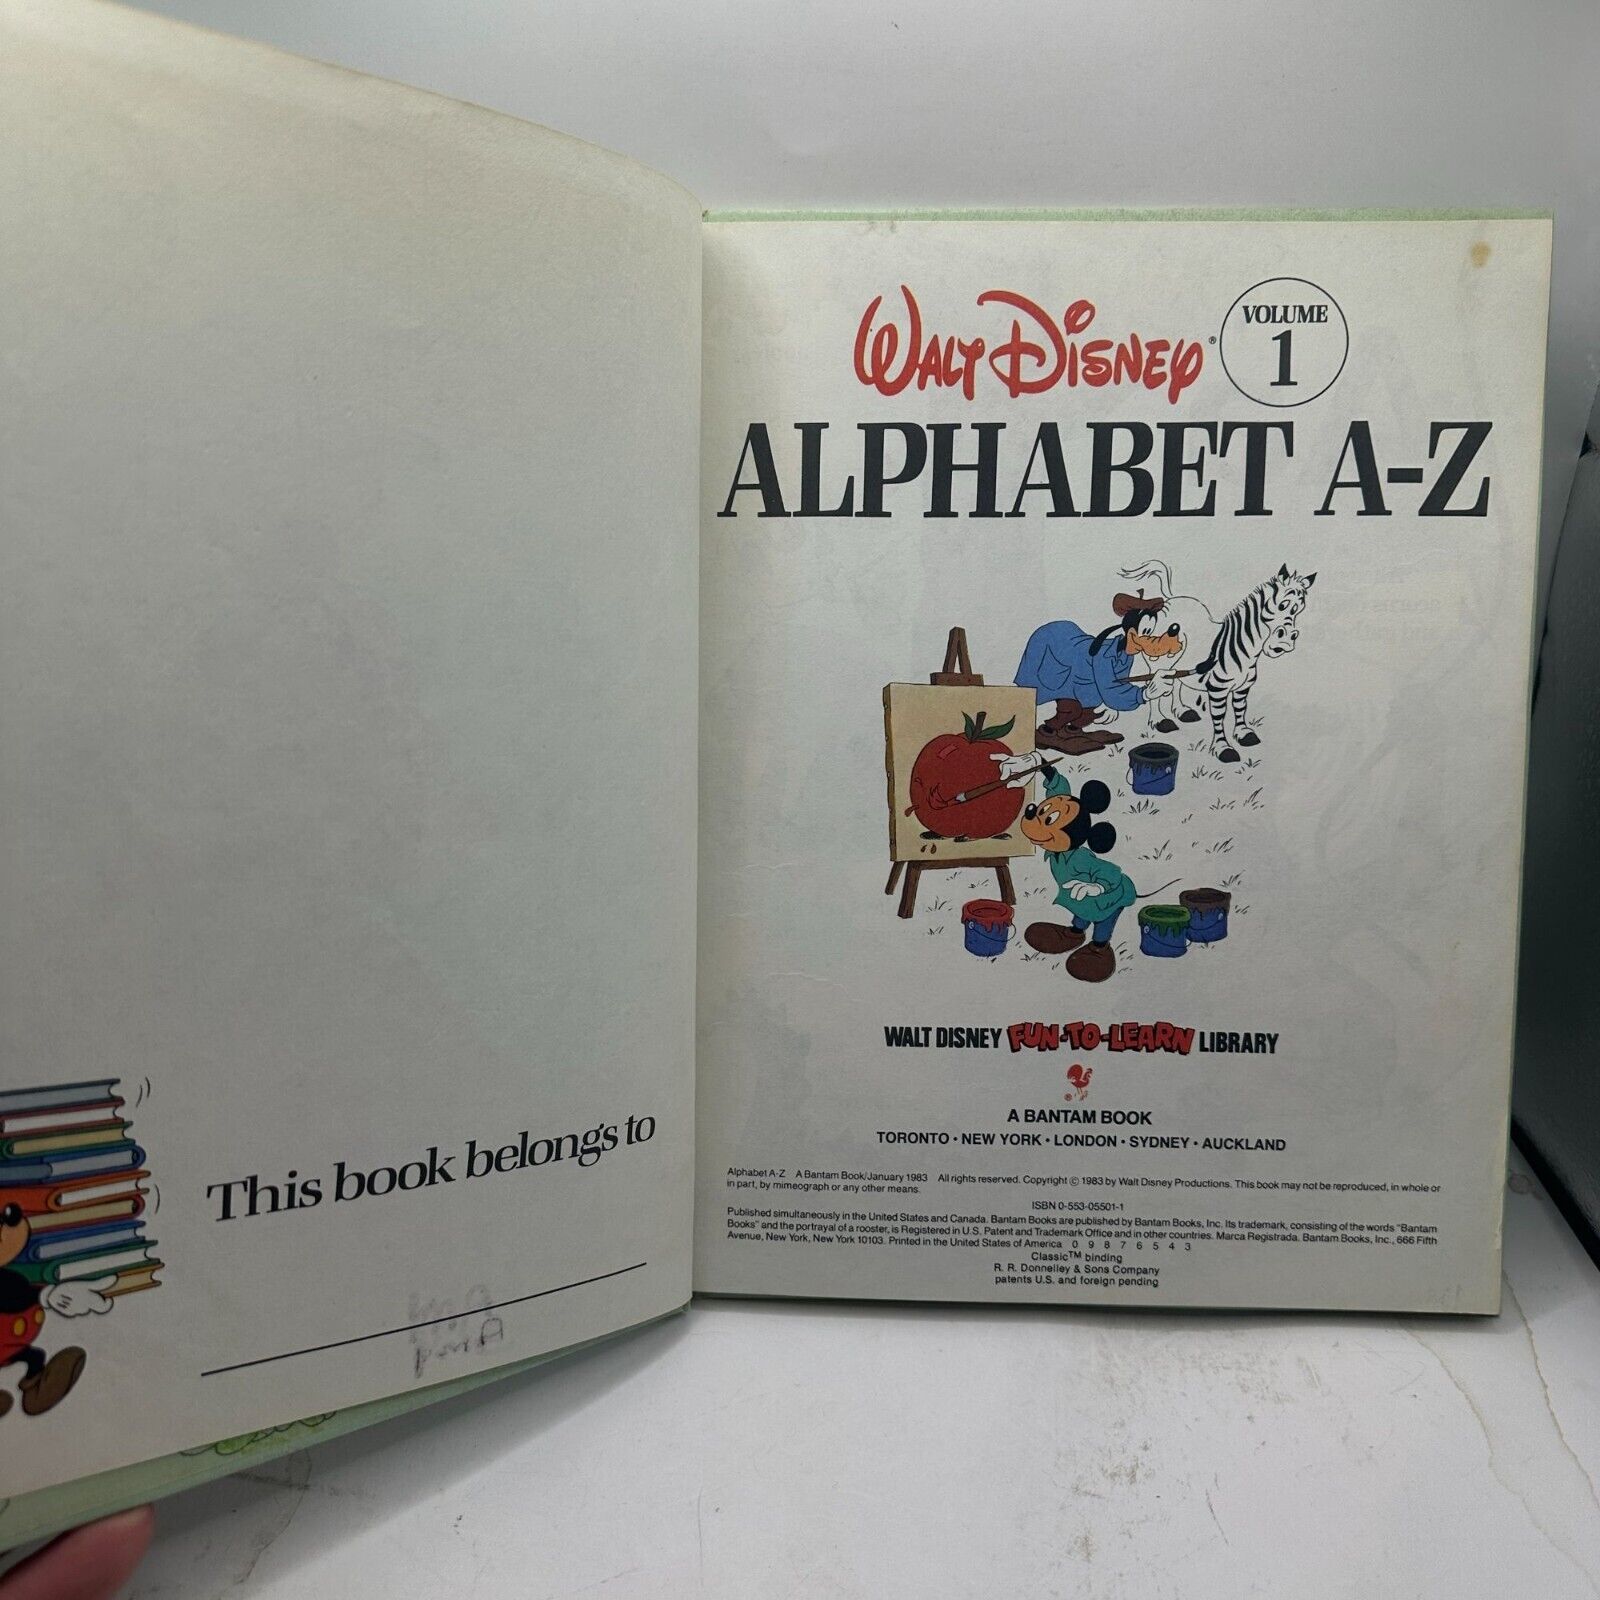 This book belongs to
WALT DISNEY®
VOLUME
1
ALPHABET A-Z
WALT DISNEY FUN-TO-LEARN LIBRARY
®
A BANTAM BOOK
TORONTO • NEW YORK • LONDON • SYDNEY • AUCKLAND
Alphabet A-Z A Bantam Book/January 1983 All rights reserved. Copyright © 1983 by Walt Disney Productions. This book may not be reproduced, in whole or
in part, by mimeograph or any other means.
ISBN 0-553-05501-1
Published simultaneously in the United States and Canada. Bantam Books are published by Bantam Books, Inc. Its trademark, consisting of the words "Bantam
Books" and the portrayal of a rooster, is Registered in U.S. Patent and Trademark Office and in other countries. Marca Registrada. Bantam Books, Inc., 666 Fifth
Avenue, New York, New York 10103. Printed in the United States of America 0 9 8 7 6 5 4 3
Classic™ binding
R. R. Donnelley & Sons Company
patents U.S. and foreign pending